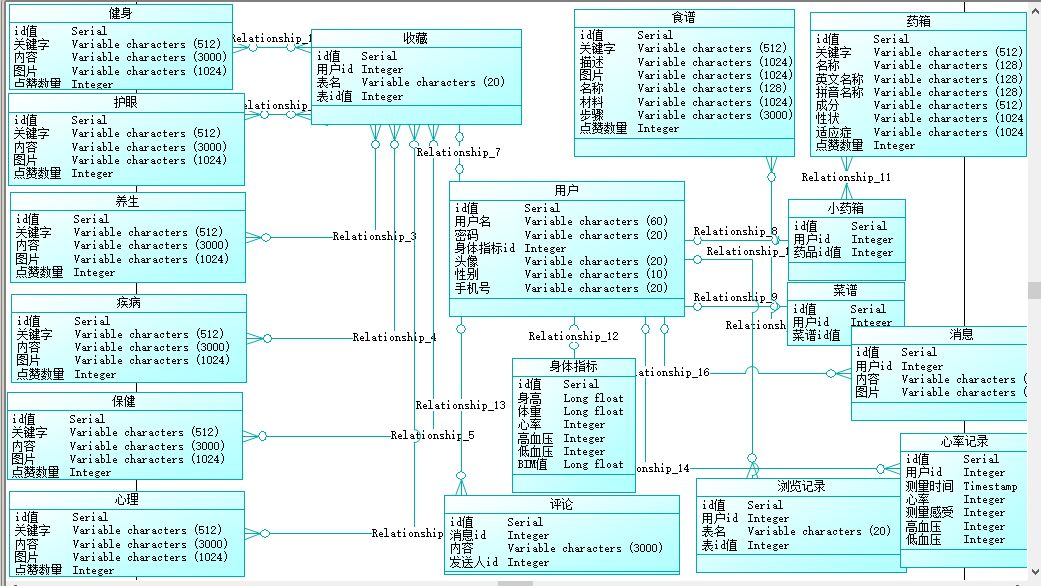 健身
id值 Serial
关键字 Variable characters (512)
内容 Variable characters (3000)
图片 Variable characters (1024)
点赞数量 Integer
护眼
id值 Serial
关键字 Variable characters (512)
内容 Variable characters (3000)
图片 Variable characters (1024)
点赞数量 Integer
养生
id值 Serial
关键字 Variable characters (512)
内容 Variable characters (3000)
图片 Variable characters (1024)
点赞数量 Integer
疾病
id值 Serial
关键字 Variable characters (512)
内容 Variable characters (3000)
图片 Variable characters (1024)
点赞数量 Integer
保健
id值 Serial
关键字 Variable characters (512)
内容 Variable characters (3000)
图片 Variable characters (1024)
点赞数量 Integer
心理
id值 Serial
关键字 Variable characters (512)
内容 Variable characters (3000)
图片 Variable characters (1024)
点赞数量 Integer
Relationship_1
elationship_
Relationship_3
Relationship_4
Relationship_5
Relationship
收藏
id值 Serial
用户id Integer
表名 Variable characters (20)
表id值 Integer
Relationship_7
用户
id值 Serial
用户名 Variable characters (60)
密码 Variable characters (20)
身体指标id Integer
头像 Variable characters (20)
性别 Variable characters (10)
手机号 Variable characters (20)
Relationship_12
Relationship_13
身体指标
id值 Serial
身高 Long float
体重 Long float
心率 Integer
高血压 Integer
低血压 Integer
BIM值 Long float
评论
id值 Serial
消息id Integer
内容 Variable characters (3000)
发送人id Integer
食谱
id值 Serial
关键字 Variable characters (512)
描述 Variable characters (1024)
图片 Variable characters (1024)
名称 Variable characters (128)
材料 Variable characters (1024)
步骤 Variable characters (3000)
点赞数量 Integer
药箱
id值 Serial
关键字 Variable characters (512)
名称 Variable characters (128)
英文名称 Variable characters (128)
拼音名称 Variable characters (128)
成分 Variable characters (512)
性状 Variable characters (1024
适应症 Variable characters (1024
点赞数量 Integer
Relationship_11
小药箱
id值 Serial
用户id Integer
药品id值 Integer
Relationship_8
Relationship_1
Relationship_9
Relationsh
菜谱
id值 Serial
用户id Integer
菜谱id值
消息
id值 Serial
用户id Integer
内容 Variable characters (
图片 Variable characters (
ationship_16
onship_14
心率记录
id值 Serial
用户id Integer
测量时间 Timestamp
心率 Integer
测量感受 Integer
高血压 Integer
低血压 Integer
浏览记录
id值 Serial
用户id Integer
表名 Variable characters (20)
表id值 Integer